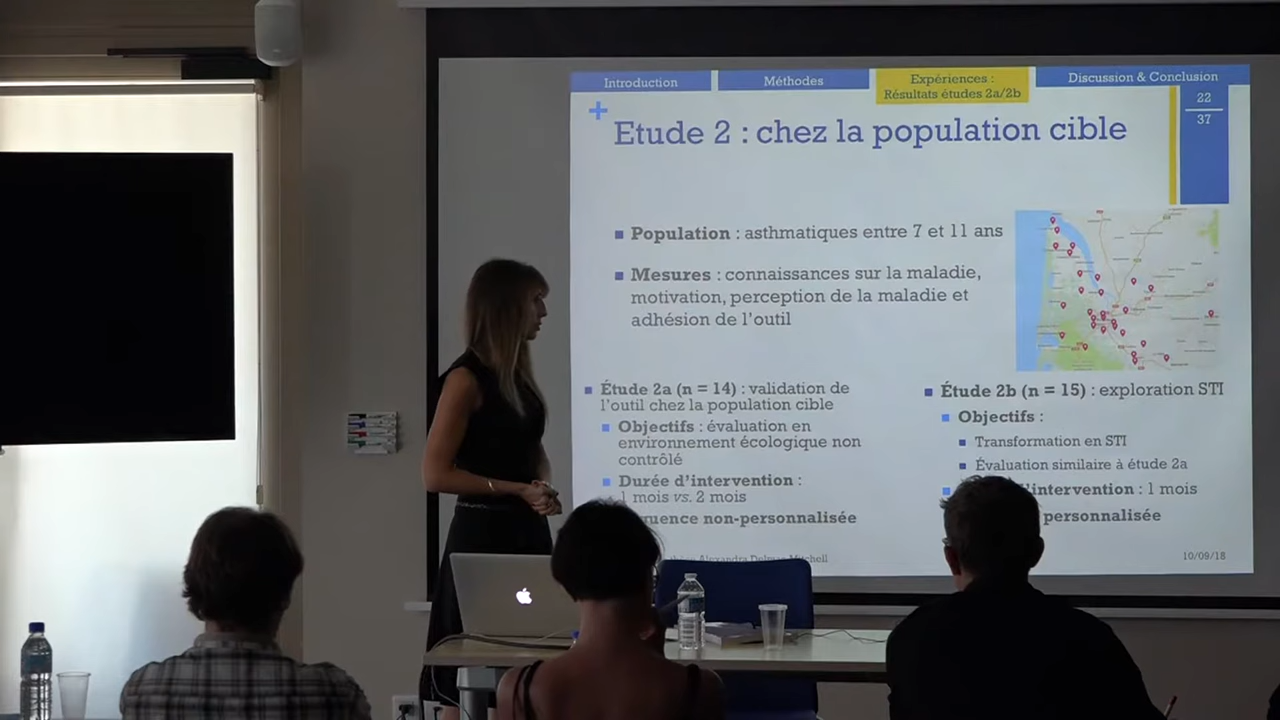 Introduction
Méthodes
Expériences :
Résultats études 2a/2b
Discussion & Conclusion
22
37
+
Etude 2 : chez la population cible
Population : asthmatiques entre 7 et 11 ans
Mesures : connaissances sur la maladie,
motivation, perception de la maladie et
adhésion de l'outil
Étude 2a (n = 14) : validation de
l'outil chez la population cible
Objectifs : évaluation en
environnement écologique non
contrôlé
Durée d'intervention :
1 mois vs. 2 mois
non-personnalisée
Étude 2b (n = 15) : exploration STI
Objectifs :
Transformation en STI
Évaluation similaire à étude 2a
d'intervention : 1 mois
personnalisée
Alexandra Delmas Mitchell
10/09/18